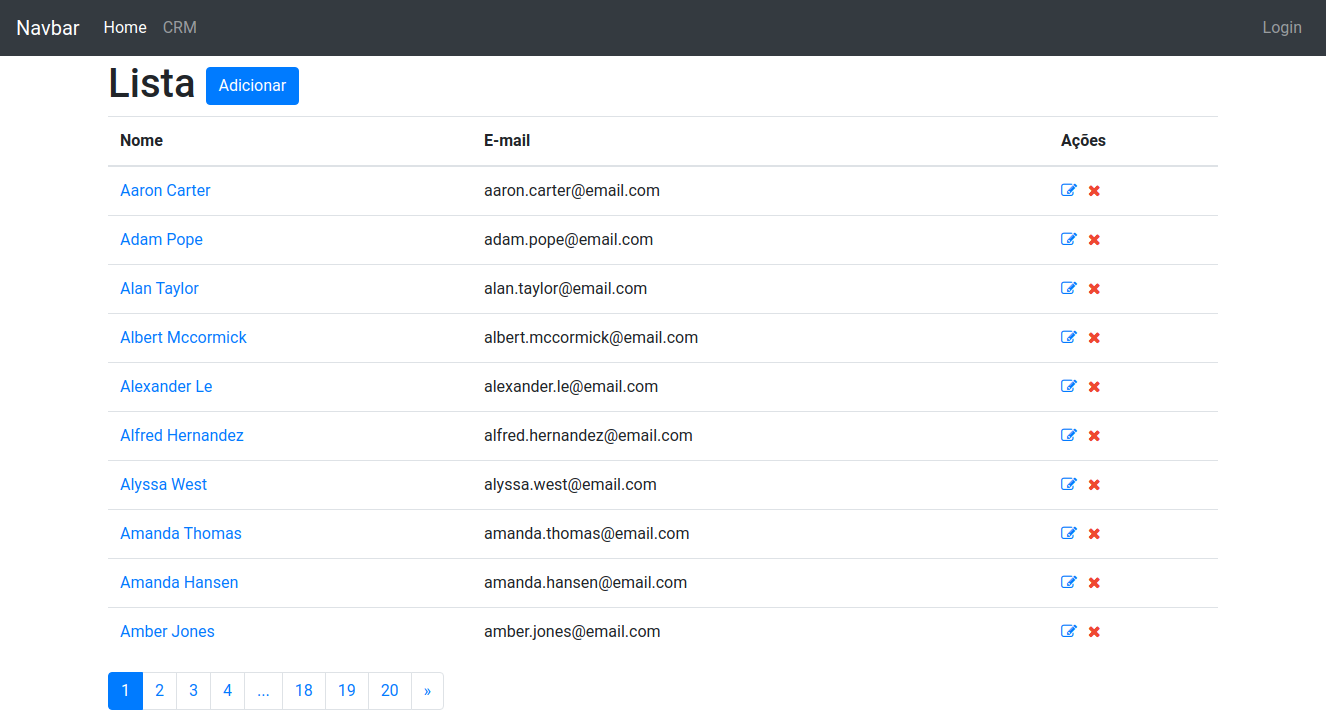 Navbar Home CRM Login
Lista Adicionar
Nome E-mail Ações
Aaron Carter aaron.carter@email.com
Adam Pope adam.pope@email.com
Alan Taylor alan.taylor@email.com
Albert Mccormick albert.mccormick@email.com
Alexander Le alexander.le@email.com
Alfred Hernandez alfred.hernandez@email.com
Alyssa West alyssa.west@email.com
Amanda Thomas amanda.thomas@email.com
Amanda Hansen amanda.hansen@email.com
Amber Jones amber.jones@email.com
1 2 3 4 ... 18 19 20 »